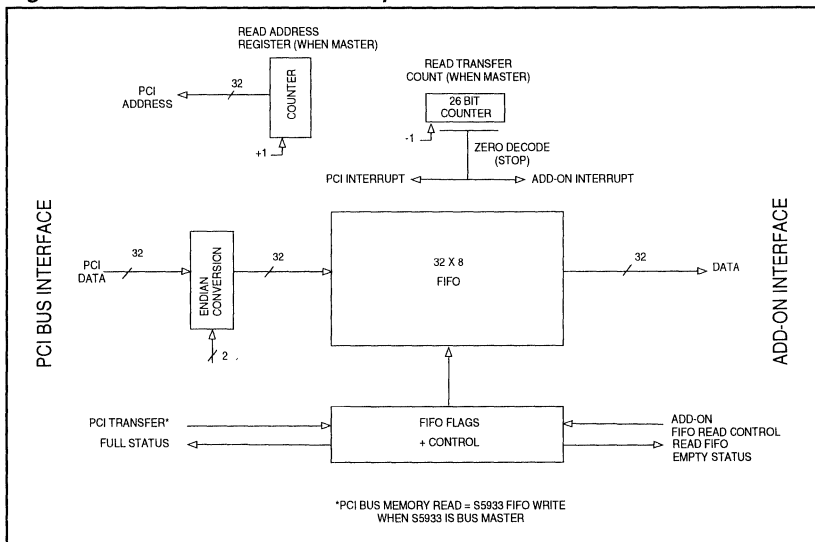 READ ADDRESS
REGISTER (WHEN MASTER)
PCI
ADDRESS
32
COUNTER
+1
READ TRANSFER
COUNT (WHEN MASTER)
26 BIT
COUNTER
-1
ZERO DECODE
(STOP)
PCI INTERRUPT
ADD-ON INTERRUPT
PCI BUS INTERFACE
PCI
DATA
32
ENDIAN
CONVERSION
2
32
32 X 8
FIFO
32
DATA
ADD-ON INTERFACE
PCI TRANSFER*
FULL STATUS
FIFO FLAGS
+ CONTROL
ADD-ON
FIFO READ CONTROL
READ FIFO
EMPTY STATUS
*PCI BUS MEMORY READ = S5933 FIFO WRITE
WHEN S5933 IS BUS MASTER